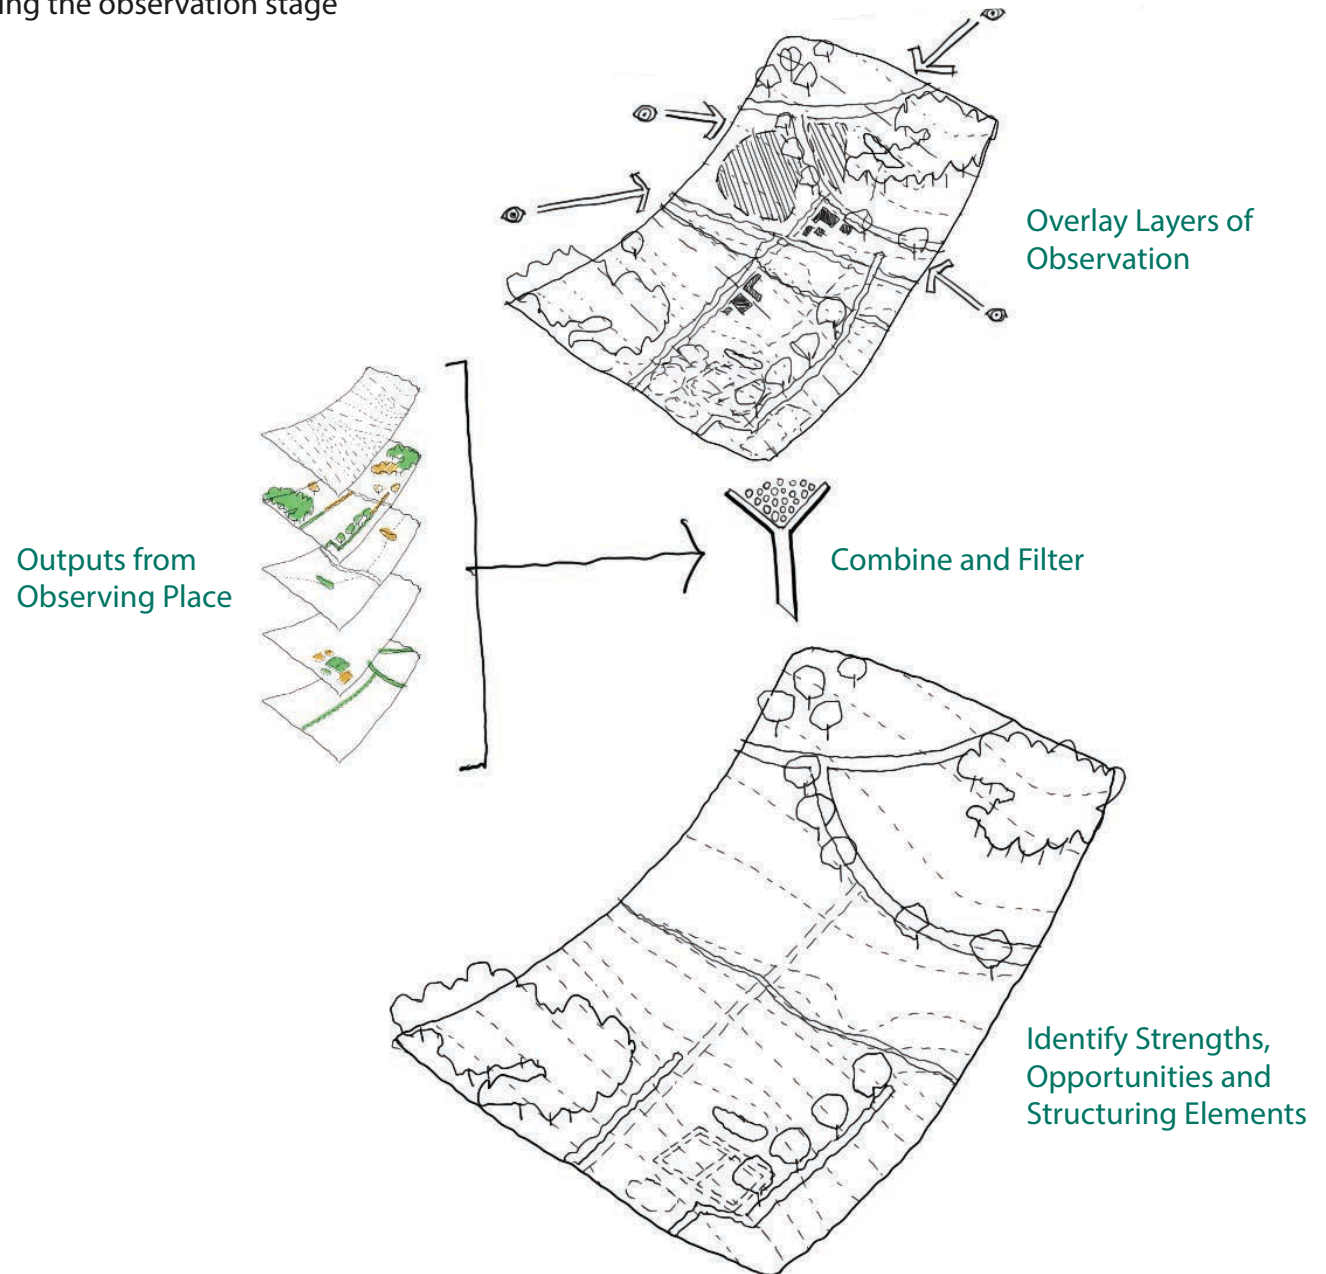 ing the observation stage
Overlay Layers of
Observation
Outputs from
Observing Place
Combine and Filter
Identify Strengths,
Opportunities and
Structuring Elements